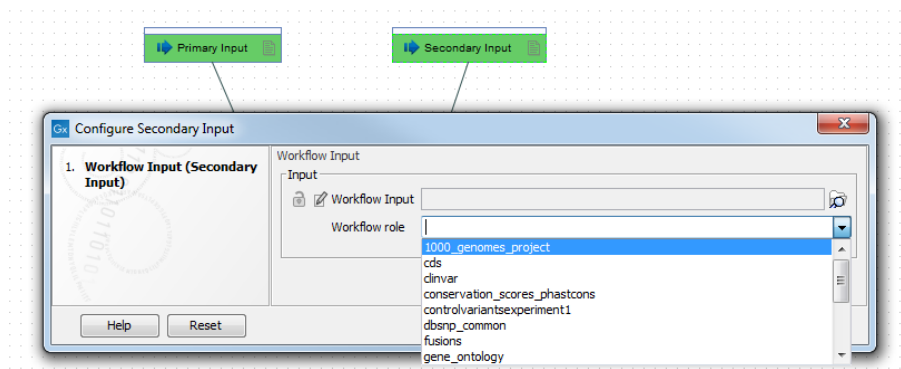 Primary Input
Secondary Input
Gx Configure Secondary Input
1. Workflow Input (Secondary
Input)
Workflow Input
Input
Workflow Input
Workflow role
1000_genomes_project
cds
clinvar
conservation_scores_phastcons
controlvariantsexperiment1
dbsnp_common
fusions
gene_ontology
Help Reset